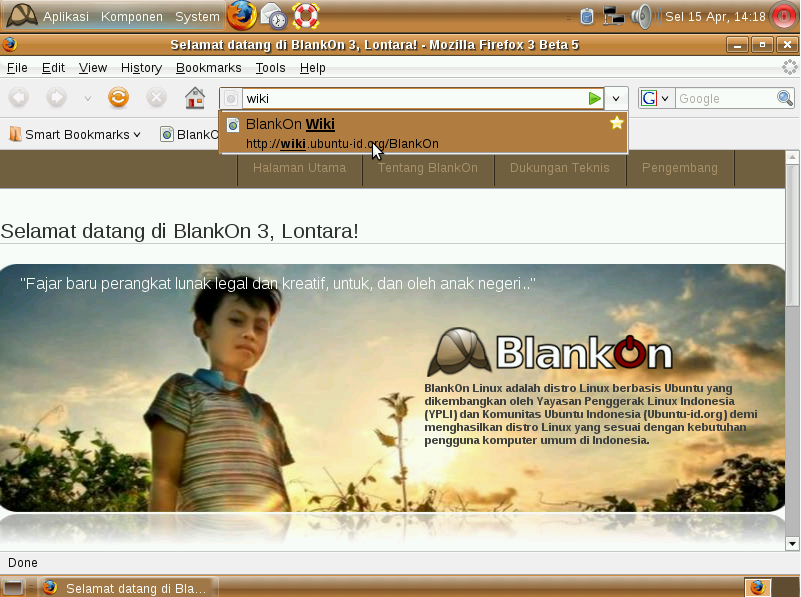 Aplikasi Komponen System Sel 15 Apr, 14:18
Selamat datang di BlankOn 3, Lontara! - Mozilla Firefox 3 Beta 5
File Edit View History Bookmarks Tools Help
wiki G Google
BlankOn Wiki
http://wiki.ubuntu-id.org/BlankOn
Smart Bookmarks BlankO
Halaman Utama Tentang BlankOn Dukungan Teknis Pengembang
Selamat datang di BlankOn 3, Lontara!
"Fajar baru perangkat lunak legal dan kreatif, untuk, dan oleh anak negeri.."
BlankOn
BlankOn Linux adalah distro Linux berbasis Ubuntu yang
dikembangkan oleh Yayasan Penggerak Linux Indonesia
(YPLI) dan Komunitas Ubuntu Indonesia (Ubuntu-id.org) demi
menghasilkan distro Linux yang sesuai dengan kebutuhan
pengguna komputer umum di Indonesia.
Done
Selamat datang di Bla...